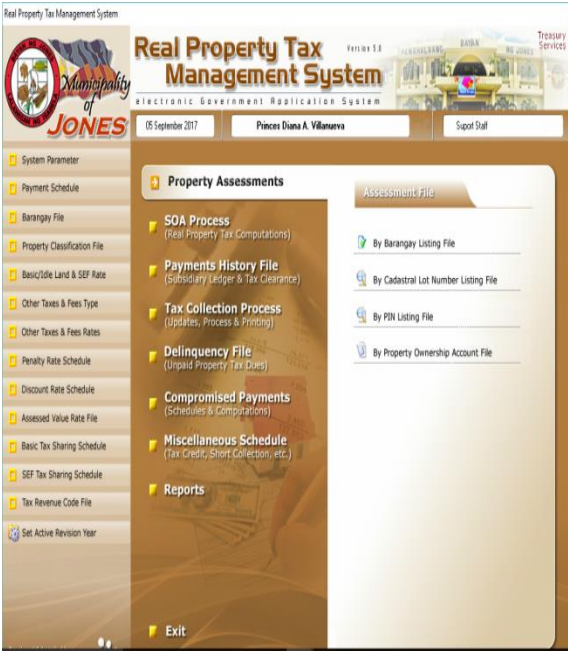 Real Property Tax Management System
Municipality
of
JONES
Real Property Tax
Management System
Version 5.0
electronic Government Application System
BAYAN
NG JONES
Treasury
Services
05 September 2017
Princes Diana A. Villanueva
Suport Staff
System Parameter
Payment Schedule
Barangay File
Property Classification File
Basic/Idle Land & SEF Rate
Other Taxes & Fees Type
Other Taxes & Fees Rates
Penalty Rate Schedule
Discount Rate Schedule
Assessed Value Rate File
Basic Tax Sharing Schedule
SEF Tax Sharing Schedule
Tax Revenue Code File
Set Active Revision Year
Property Assessments
SOA Process
(Real Property Tax Computations)
Payments History File
(Subsidiary Ledger & Tax Clearance)
Tax Collection Process
(Updates, Process & Printing)
Delinquency File
(Unpaid Property Tax Dues)
Compromised Payments
(Schedules & Computations)
Miscellaneous Schedule
(Tax Credit, Short Collection, etc.)
Reports
Exit
Assessment File
By Barangay Listing File
By Cadastral Lot Number Listing File
By PIN Listing File
By Property Ownership Account File